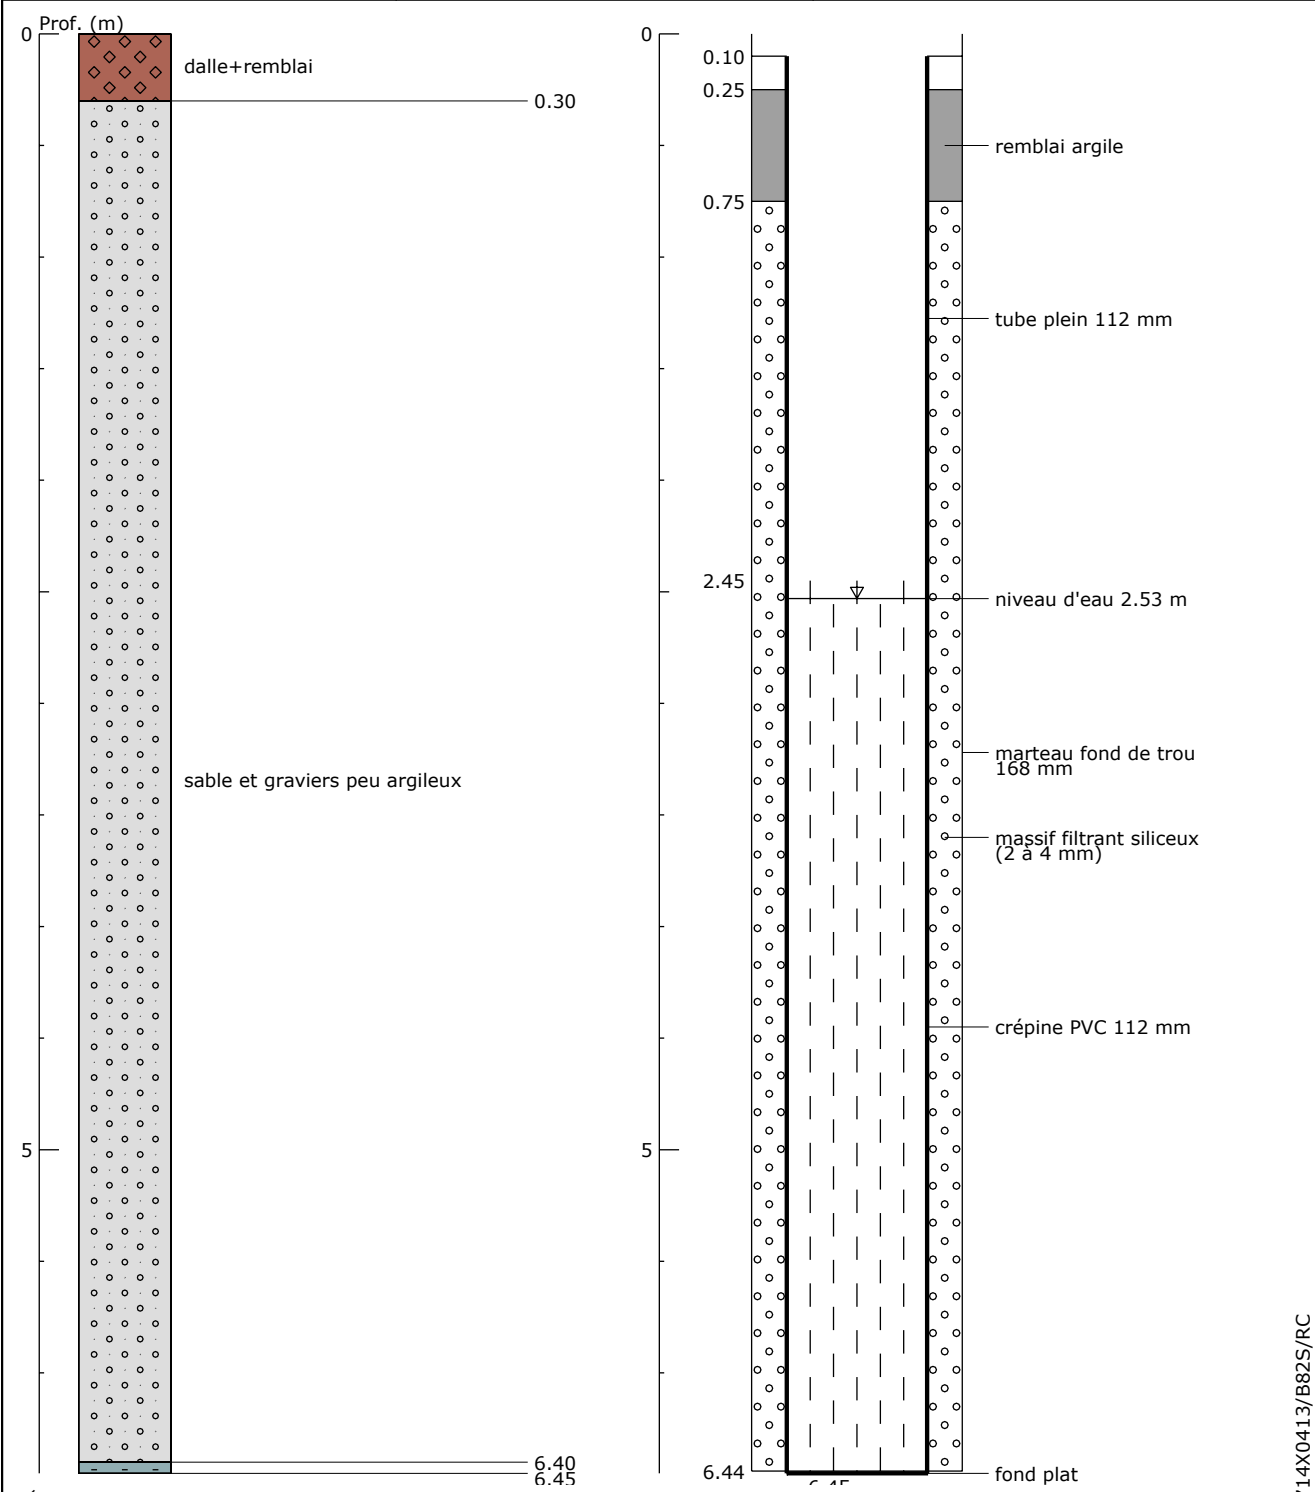 Prof. (m)
0
dalle+remblai
0.30
sable et graviers peu argileux
5
6.40
6.45
0
0.10
0.25
remblai argile
0.75
tube plein 112 mm
2.45
niveau d'eau 2.53 m
marteau fond de trou
168 mm
massif filtrant siliceux
(2 à 4 mm)
crépine PVC 112 mm
5
6.44
6.45
fond plat
714X0413/B82S/RC